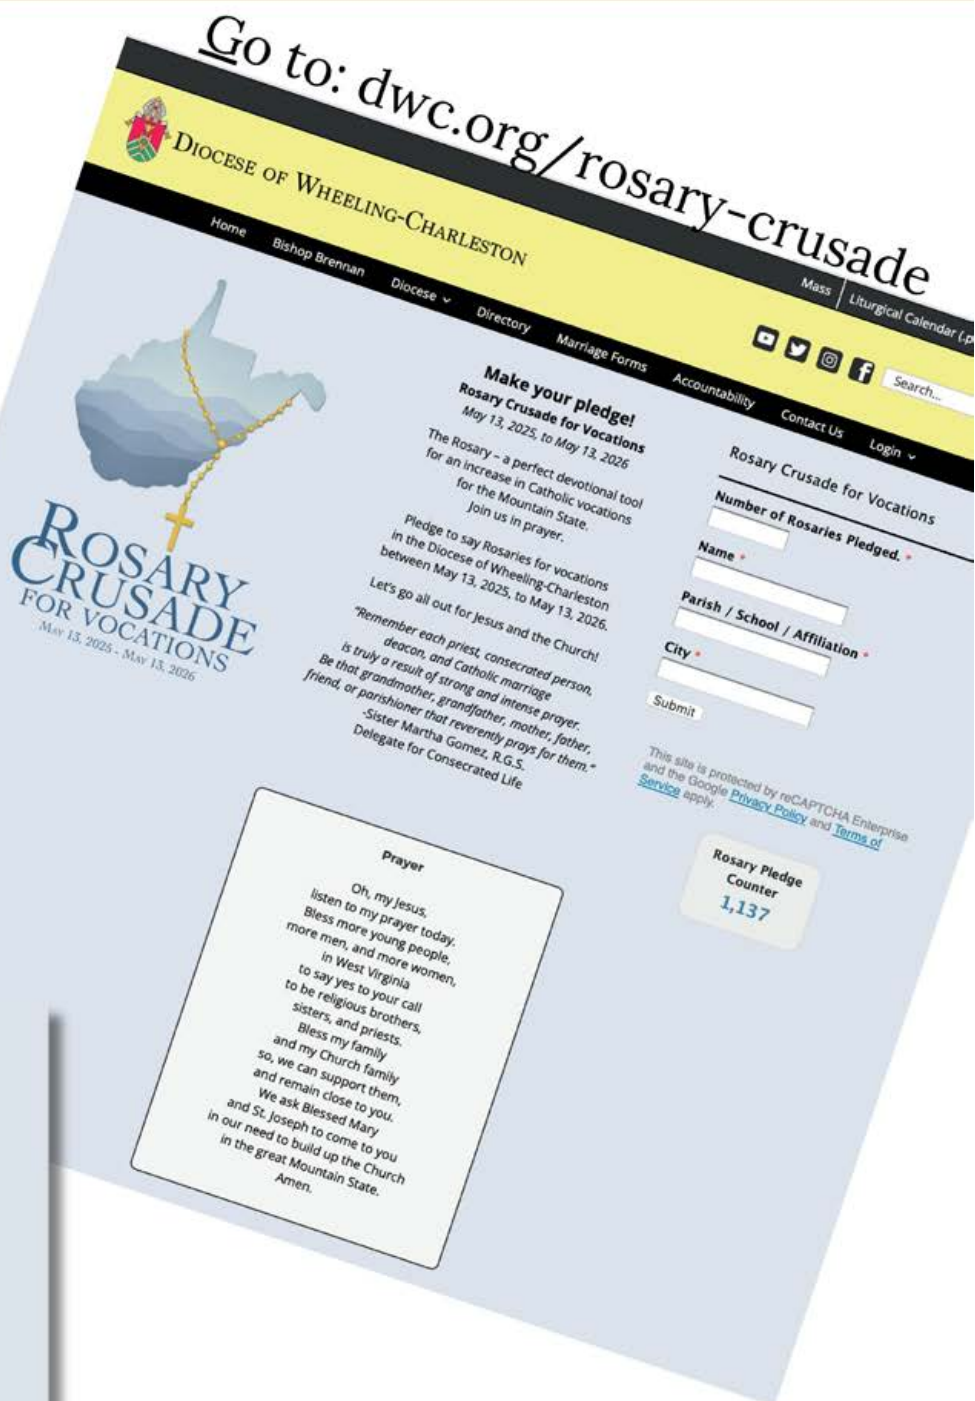 Go to: dwc.org/rosary-crusade
Mass
Liturgical Calendar (.p
DIOCESE OF WHEELING-CHARLESTON
Search...
Home
Bishop Brennan
Diocese
Directory
Marriage Forms
Accountability
Contact Us
Login
ROSARY
CRUSADE
FOR VOCATIONS
MAY 13, 2025 - MAY 13, 2026
Make your pledge!
Rosary Crusade for Vocations
May 13, 2025, to May 13, 2026
The Rosary – a perfect devotional tool
for an increase in Catholic vocations
for the Mountain State.
Join us in prayer.
Pledge to say Rosaries for vocations
in the Diocese of Wheeling-Charleston
between May 13, 2025, to May 13, 2026.
Let's go all out for Jesus and the Church!
"Remember each priest, consecrated person,
deacon, and Catholic marriage
is truly a result of strong and intense prayer.
Be that grandmother, grandfather, mother, father,
friend, or parishioner that reverently prays for them."
-Sister Martha Gomez, R.G.S.
Delegate for Consecrated Life
Rosary Crusade for Vocations
Number of Rosaries Pledged. *
Name *
Parish / School / Affiliation *
City *
Submit
This site is protected by reCAPTCHA Enterprise
and the Google Privacy Policy and Terms of
Service apply.
Rosary Pledge
Counter
1,137
Prayer
Oh, my Jesus,
listen to my prayer today.
Bless more young people,
more men, and more women,
in West Virginia
to say yes to your call
to be religious brothers,
sisters, and priests.
Bless my family
and my Church family
so, we can support them,
and remain close to you.
We ask Blessed Mary
and St. Joseph to come to you
in our need to build up the Church
in the great Mountain State.
Amen.